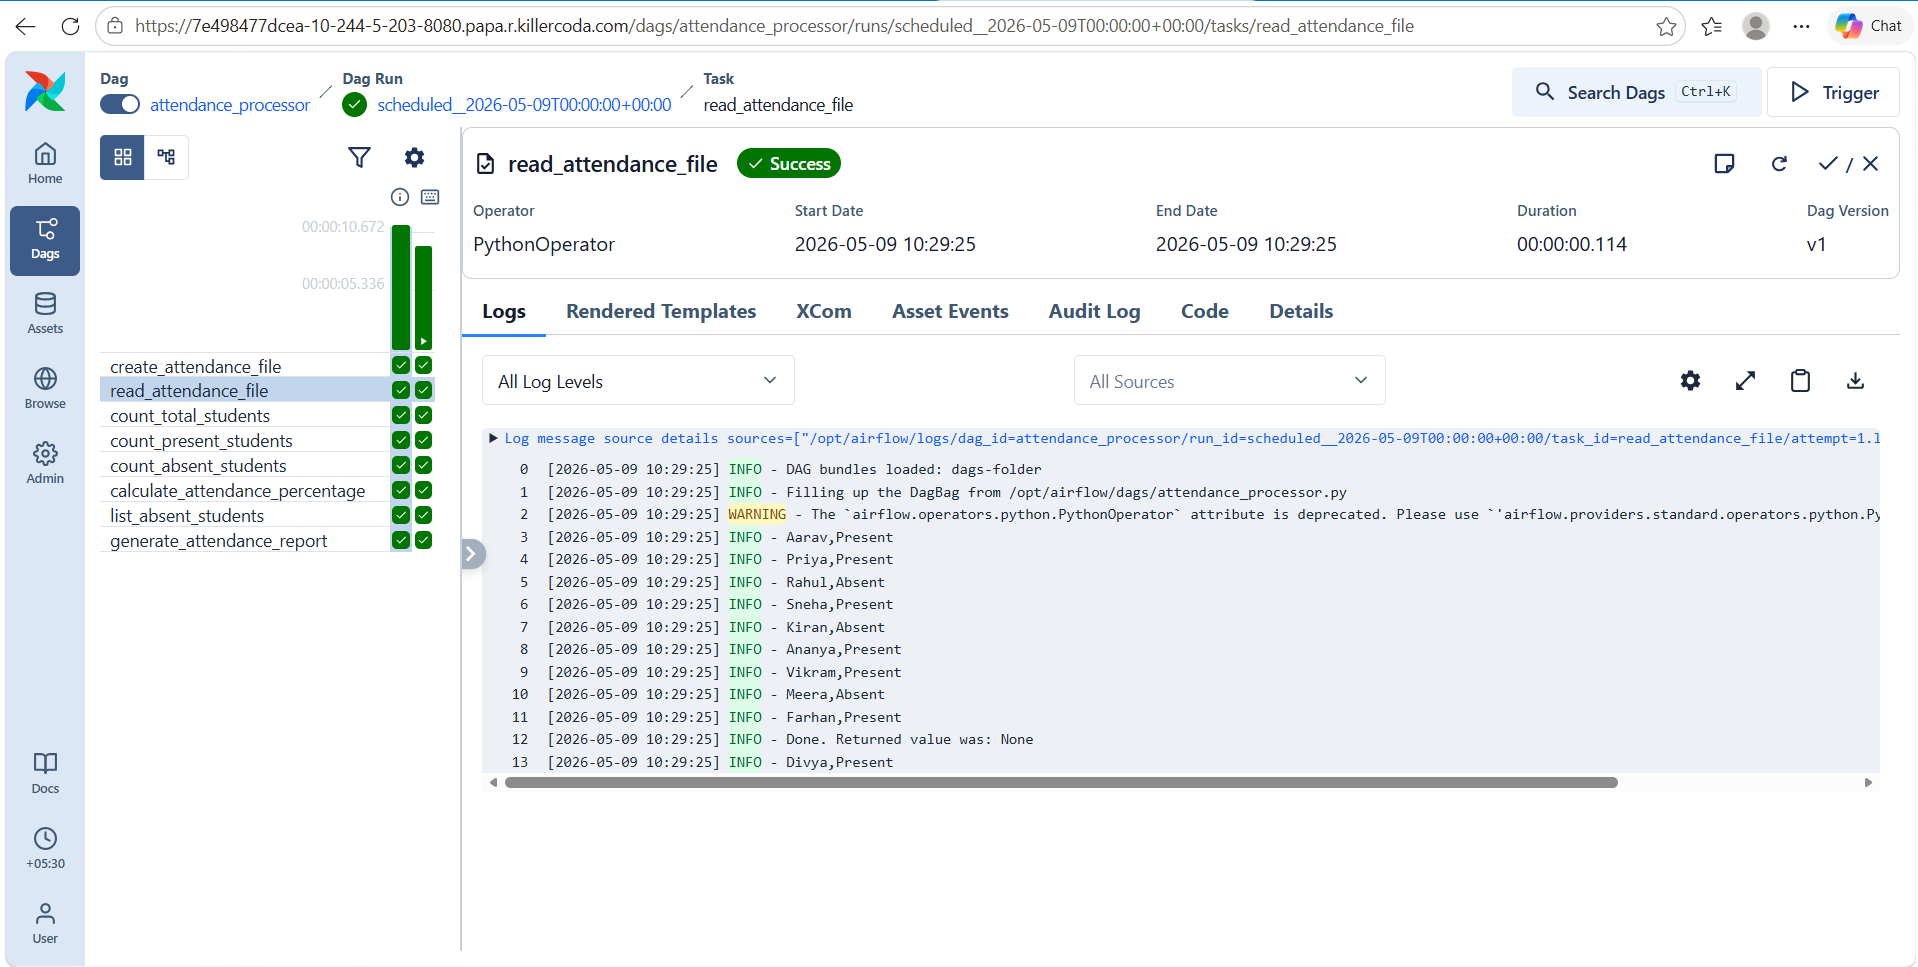 https://7e498477dcea-10-244-5-203-8080.papa.r.killercoda.com/dags/attendance_processor/runs/scheduled__2026-05-09T00:00:00+00:00/tasks/read_attendance_file
Chat
Dag
attendance_processor
Dag Run
scheduled__2026-05-09T00:00:00+00:00
Task
read_attendance_file
Search Dags Ctrl+K
Trigger
Home
Dags
Assets
Browse
Admin
Docs
+05:30
User
00:00:10.672
00:00:05.336
create_attendance_file
read_attendance_file
count_total_students
count_present_students
count_absent_students
calculate_attendance_percentage
list_absent_students
generate_attendance_report
read_attendance_file Success
/
Operator Start Date End Date Duration Dag Version
PythonOperator 2026-05-09 10:29:25 2026-05-09 10:29:25 00:00:00.114 v1
Logs Rendered Templates XCom Asset Events Audit Log Code Details
All Log Levels All Sources
Log message source details sources=["/opt/airflow/logs/dag_id=attendance_processor/run_id=scheduled__2026-05-09T00:00:00+00:00/task_id=read_attendance_file/attempt=1.l
0 [2026-05-09 10:29:25] INFO - DAG bundles loaded: dags-folder
1 [2026-05-09 10:29:25] INFO - Filling up the DagBag from /opt/airflow/dags/attendance_processor.py
2 [2026-05-09 10:29:25] WARNING - The `airflow.operators.python.PythonOperator` attribute is deprecated. Please use `'airflow.providers.standard.operators.python.Py
3 [2026-05-09 10:29:25] INFO - Aarav,Present
4 [2026-05-09 10:29:25] INFO - Priya,Present
5 [2026-05-09 10:29:25] INFO - Rahul,Absent
6 [2026-05-09 10:29:25] INFO - Sneha,Present
7 [2026-05-09 10:29:25] INFO - Kiran,Absent
8 [2026-05-09 10:29:25] INFO - Ananya,Present
9 [2026-05-09 10:29:25] INFO - Vikram,Present
10 [2026-05-09 10:29:25] INFO - Meera,Absent
11 [2026-05-09 10:29:25] INFO - Farhan,Present
12 [2026-05-09 10:29:25] INFO - Done. Returned value was: None
13 [2026-05-09 10:29:25] INFO - Divya,Present